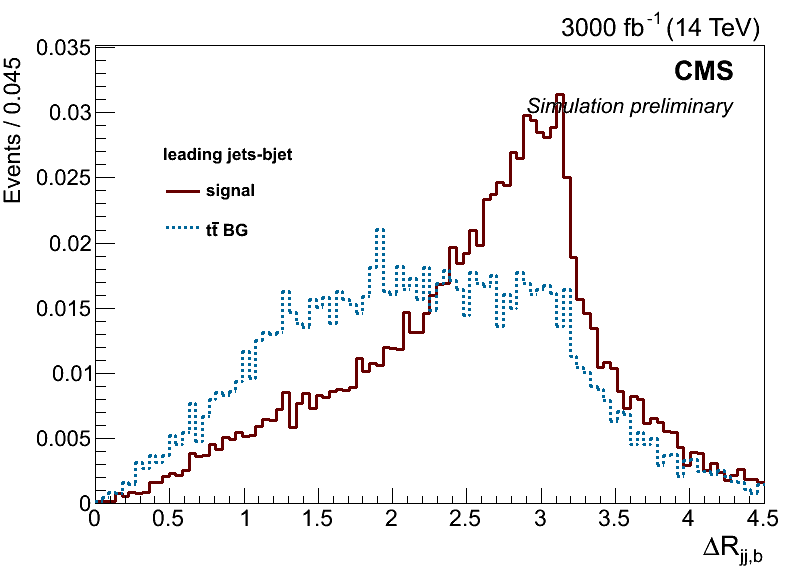 3000 fb⁻¹ (14 TeV)
CMS
Simulation preliminary
Events / 0.045
0.035
0.03
0.025
0.02
0.015
0.01
0.005
0
leading jets-bjet
signal
tt̄ BG
0 0.5 1 1.5 2 2.5 3 3.5 4 4.5
ΔR_jj,b